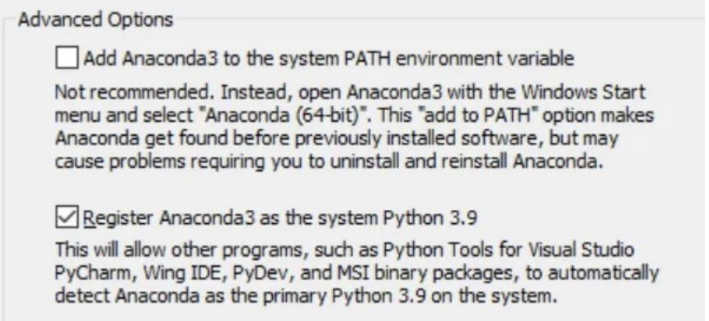 Advanced Options
Add Anaconda3 to the system PATH environment variable
Not recommended. Instead, open Anaconda3 with the Windows Start
menu and select "Anaconda (64-bit)". This "add to PATH" option makes
Anaconda get found before previously installed software, but may
cause problems requiring you to uninstall and reinstall Anaconda.
Register Anaconda3 as the system Python 3.9
This will allow other programs, such as Python Tools for Visual Studio
PyCharm, Wing IDE, PyDev, and MSI binary packages, to automatically
detect Anaconda as the primary Python 3.9 on the system.